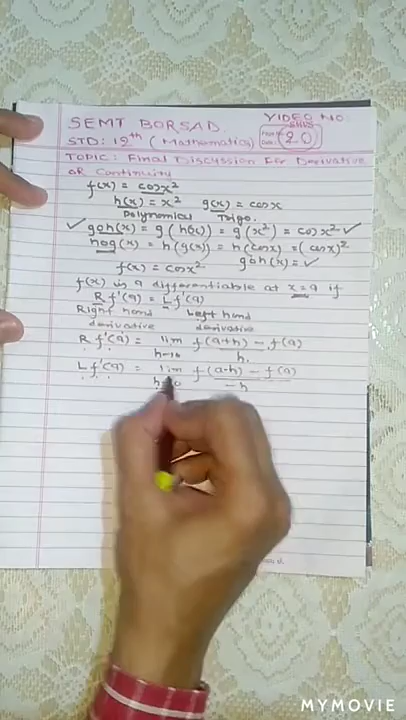 SEMT BORSAD. VIDEO NO:
STD: 12th (Mathematics) 20
TOPIC: Final Discussion For Derivative
OR Continuity
f(x) = cosx²
h(x) = x² g(x) = cosx
Polynomial Trigo.
✓ goh(x) = g(h(x)) = g(x²) = cosx² ✓
hog(x) = h(g(x)) = h(cosx) = (cosx)²
f(x) = cosx² goh(x) = ✓
f(x) is a differentiable at x=a if
Rf'(a) = Lf'(a)
Right hand Left hand
derivative derivative
Rf'(a) = lim h→0 f(a+h) - f(a) / h.
Lf'(a) = lim h→0 f(a-h) - f(a) / -h
MYMOVIE